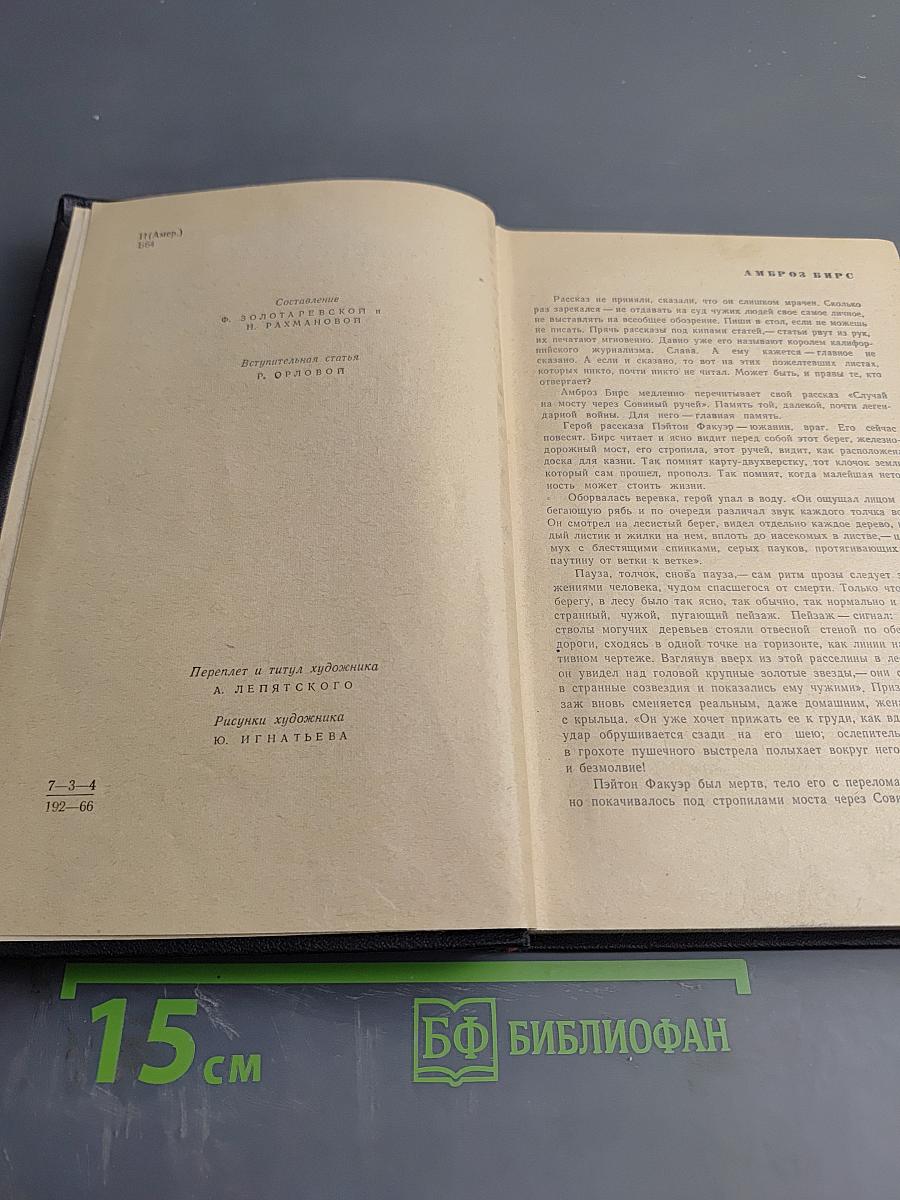 И(Амер.)
Б64
Составление
Ф. ЗОЛОТАРЕВСКОЙ и
Н. РАХМАНОВОЙ
Вступительная статья
Р. ОРЛОВОЙ
Переплет и титул художника
А. ЛЕПЯТСКОГО
Рисунки художника
Ю. ИГНАТЬЕВА
7—3—4
192—66
АМБРОЗ БИРС
Рассказ не приняли, сказали, что он слишком мрачен. Сколько
раз зарекался — не отдавать на суд чужих людей свое самое личное,
не выставлять на всеобщее обозрение. Пиши в стол, если не можешь
не писать. Прячь рассказы под кипами статей,— статьи рвут из рук,
их печатают мгновенно. Давно уже его называют королем калифор-
нийского журнализма. Слава. А ему кажется — главное не
сказано. А если и сказано, то вот на этих пожелтевших листах,
которых никто, почти никто не читал. Может быть, и правы те, кто
отвергает?
Амброз Бирс медленно перечитывает свой рассказ «Случай
на мосту через Совиный ручей». Память той, далекой, почти леген-
дарной войны. Для него — главная память.
Герой рассказа Пэйтон Факуэр — южанин, враг. Его сейчас
повесят. Бирс читает и ясно видит перед собой этот берег, железно-
дорожный мост, его стропила, этот ручей, видит, как расположен
доска для казни. Так помнят карту-двухверстку, тот клочок земл
который сам прошел, прополз. Так помнят, когда малейшая нето
ность может стоить жизни.
Оборвалась веревка, герой упал в воду. «Он ощущал лицом
бегающую рябь и по очереди различал звук каждого толчка во
Он смотрел на лесистый берег, видел отдельно каждое дерево,
дый листик и жилки на нем, вплоть до насекомых в листве,— ц
мух с блестящими спинками, серых пауков, протягивающих
паутину от ветки к ветке».
Пауза, толчок, снова пауза,— сам ритм прозы следует з
жениями человека, чудом спасшегося от смерти. Только что
берегу, в лесу было так ясно, так обычно, так нормально и
странный, чужой, пугающий пейзаж. Пейзаж — сигнал:
стволы могучих деревьев стояли отвесной стеной по обе
дороги, сходясь в одной точке на горизонте, как линии на
тивном чертеже. Взглянув вверх из этой расселины в ле
он увидел над головой крупные золотые звезды,— они с
в странные созвездия и показались ему чужими». Приз
заж вновь сменяется реальным, даже домашним, жена
с крыльца. «Он уже хочет прижать ее к груди, как вд
удар обрушивается сзади на его шею; ослепитель
в грохоте пушечного выстрела полыхает вокруг него
и безмолвие!
Пэйтон Факуэр был мертв, тело его с перелома
но покачивалось под стропилами моста через Сови
15 см
БФ БИБЛИОФАН